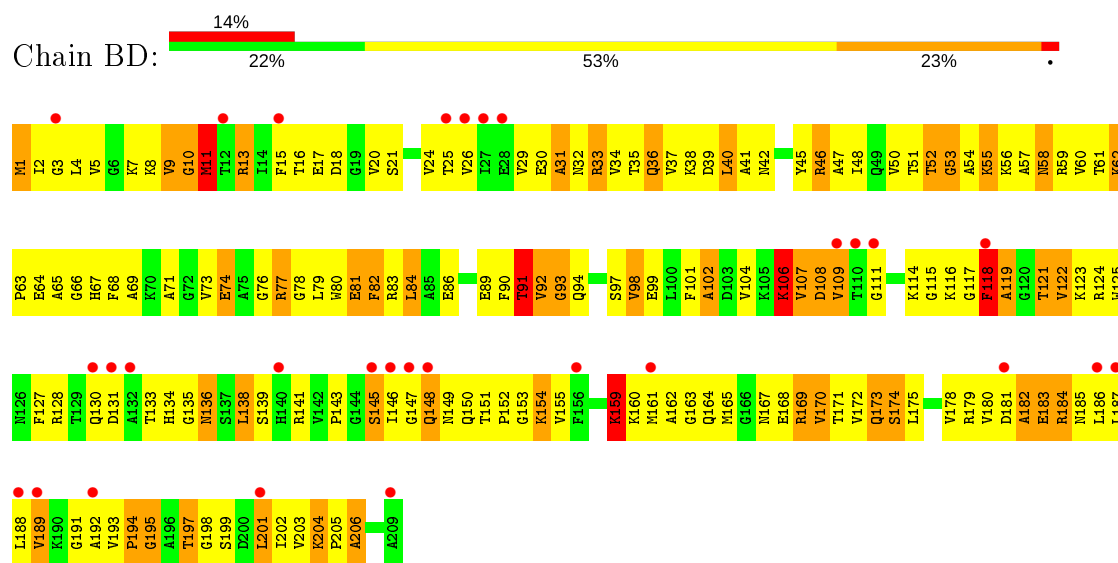 14%
Chain BD:
22% 53% 23% •
M1 I2 G3 L4 V5 G6 K7 K8 V9 G10 M11 T12 R13 I14 F15 T16 E17 D18 G19 V20 S21 V24 T25 V26 I27 E28 V29 E30 A31 N32 R33 V34 T35 Q36 V37 K38 D39 L40 A41 N42 Y45 R46 A47 I48 Q49 V50 T51 T52 G53 A54 K55 K56 A57 N58 R59 V60 T61 K62
P63 E64 A65 G66 H67 F68 A69 K70 A71 G72 V73 E74 A75 G76 R77 G78 L79 W80 E81 F82 R83 L84 A85 E86 E89 F90 T91 V92 G93 Q94 S97 V98 E99 L100 F101 A102 D103 V104 K105 K106 V107 D108 V109 T110 G111 K114 G115 K116 G117 F118 A119 G120 T121 V122 K123 R124 W125
N126 F127 R128 T129 Q130 D131 A132 T133 H134 G135 N136 S137 L138 S139 H140 R141 V142 P143 G144 S145 I146 G147 Q148 N149 Q150 T151 P152 G153 K154 V155 F156 K159 K160 M161 A162 G163 Q164 M165 G166 N167 E168 R169 V170 T171 V172 Q173 S174 L175 V178 R179 V180 D181 A182 E183 R184 N185 L186 L187
L188 V189 K190 G191 A192 V193 P194 G195 A196 T197 G198 S199 D200 L201 I202 V203 K204 P205 A206 A209